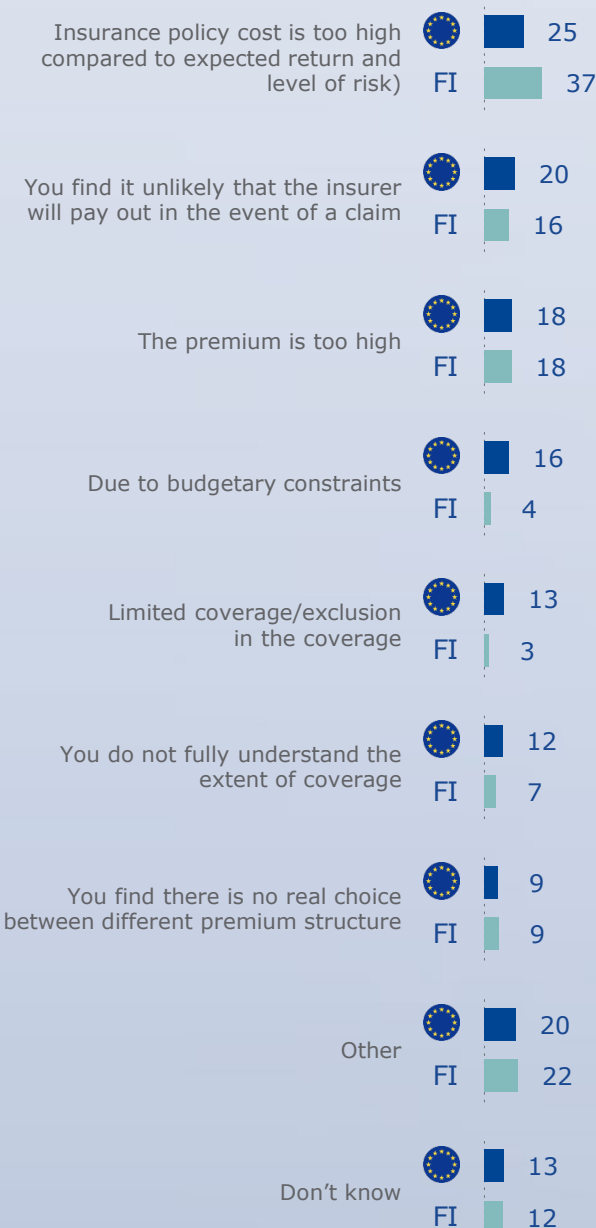 Insurance policy cost is too high
compared to expected return and
level of risk)
25
FI 37
You find it unlikely that the insurer
will pay out in the event of a claim
20
FI 16
The premium is too high
18
FI 18
Due to budgetary constraints
16
FI 4
Limited coverage/exclusion
in the coverage
13
FI 3
You do not fully understand the
extent of coverage
12
FI 7
You find there is no real choice
between different premium structure
9
FI 9
Other
20
FI 22
Don’t know
13
FI 12